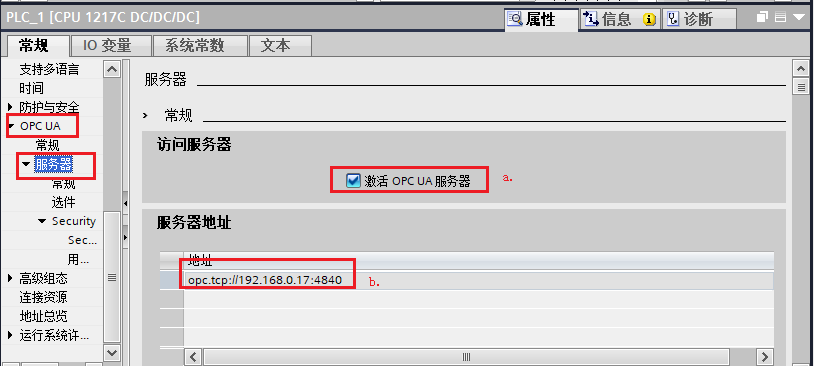 PLC_1 [CPU 1217C DC/DC/DC]
属性
信息
诊断
常规
IO 变量
系统常数
文本
支持多语言
时间
防护与安全
OPC UA
常规
服务器
常规
选件
Security
Sec...
用...
高级组态
连接资源
地址总览
运行系统许...
服务器
常规
访问服务器
激活 OPC UA 服务器
a.
服务器地址
地址
opc.tcp://192.168.0.17:4840
b.